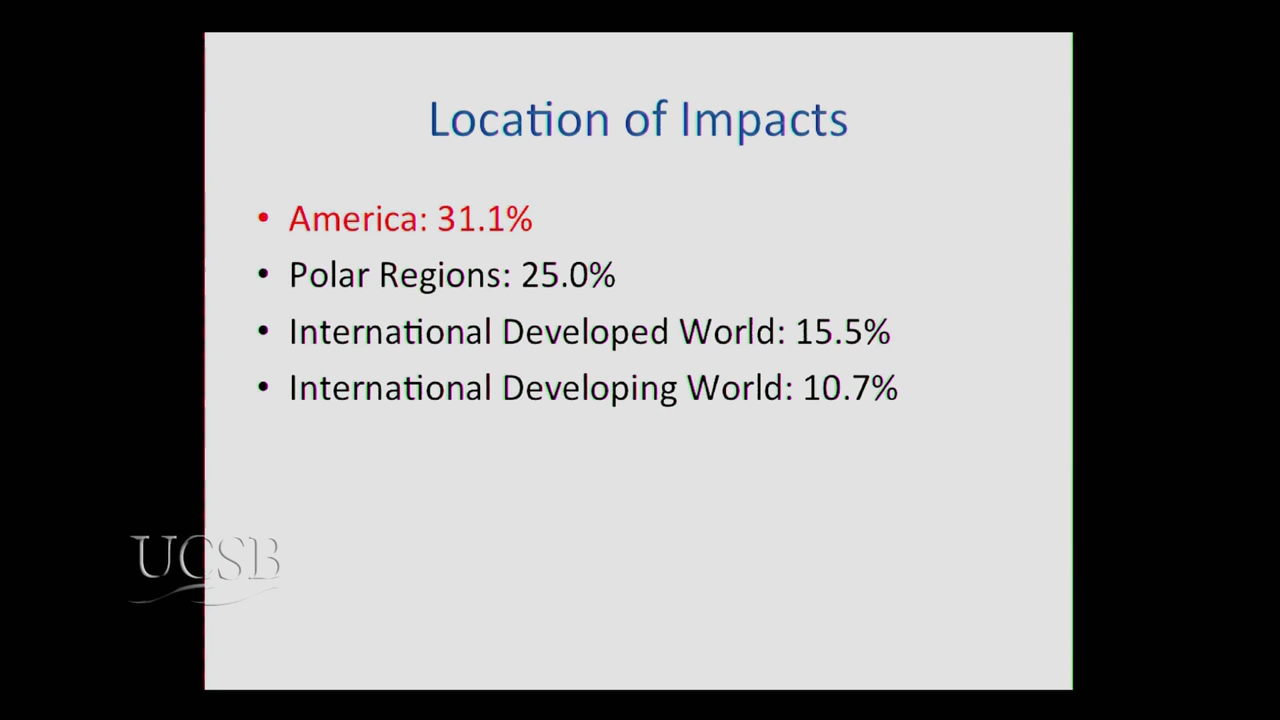 Location of Impacts
• America: 31.1%
• Polar Regions: 25.0%
• International Developed World: 15.5%
• International Developing World: 10.7%
UCSB